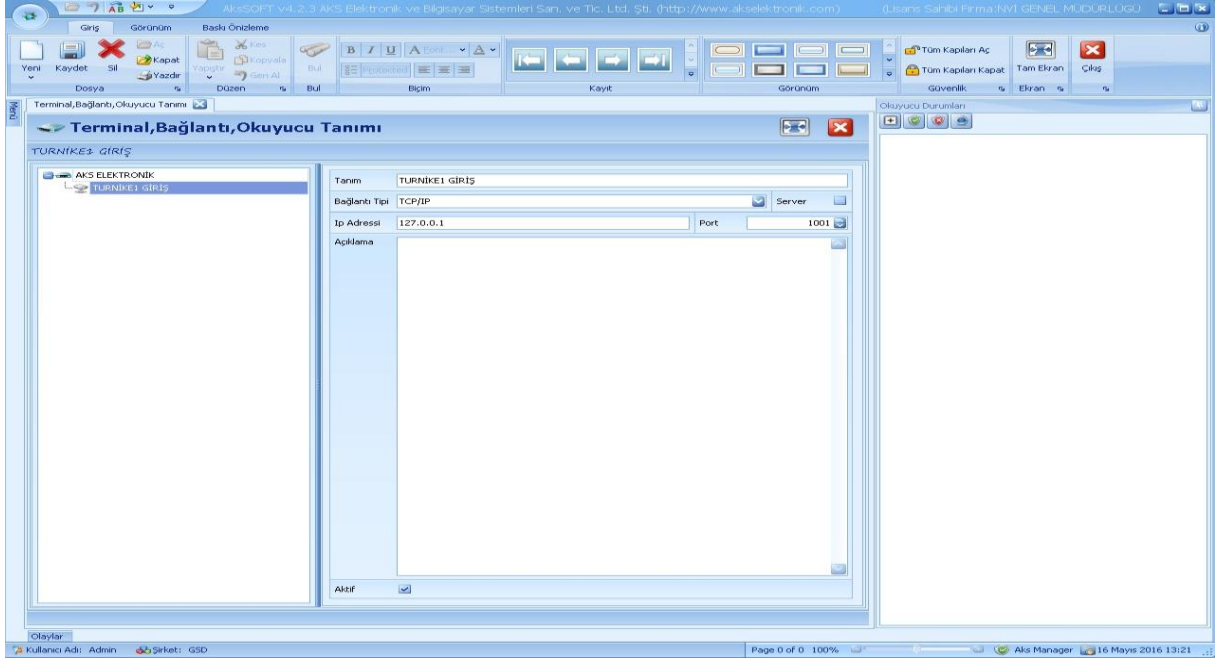 AksSOFT v4.2.3 AKS Elektronik ve Bilgisayar Sistemleri San. ve Tic. Ltd. Şti. (http://www.akselektronik.com) (Lisans Sahibi Firma:NVI GENEL MÜDÜRLÜGÜ
Giriş Görünüm Baskı Önizleme
Yeni Kaydet Sil Aç Kapat Yazdır
Yapıştır Kes Kopyala Geri Al
Bul
B I U A Font... A
Protected
Tüm Kapıları Aç
Tüm Kapıları Kapat
Tam Ekran Çıkış
Dosya Düzen Bul Biçim Kayıt Görünüm Güvenlik Ekran
Menü
Terminal,Bağlantı,Okuyucu Tanımı
Okuyucu Durumları
Terminal,Bağlantı,Okuyucu Tanımı
TURNİKE1 GİRİŞ
AKS ELEKTRONİK
TURNİKE1 GİRİŞ
Tanım TURNİKE1 GİRİŞ
Bağlantı Tipi TCP/IP Server
Ip Adressi 127.0.0.1 Port 1001
Açıklama
Aktif
Olaylar
Kullanıcı Adı: Admin Şirket: GSD Page 0 of 0 100% Aks Manager 16 Mayıs 2016 13:21